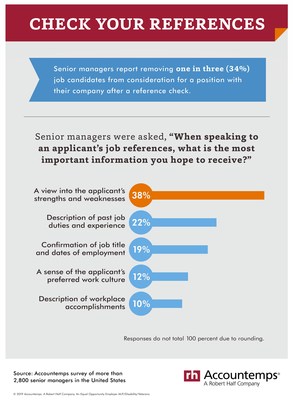 CHECK YOUR REFERENCES
Senior managers report removing one in three (34%)
job candidates from consideration for a position with
their company after a reference check.
Senior managers were asked, “When speaking to
an applicant’s job references, what is the most
important information you hope to receive?”
A view into the applicant’s
strengths and weaknesses
38%
Description of past job
duties and experience
22%
Confirmation of job title
and dates of employment
19%
A sense of the applicant’s
preferred work culture
12%
Description of workplace
accomplishments
10%
Responses do not total 100 percent due to rounding.
Source: Accountemps survey of more than
2,800 senior managers in the United States
rh Accountemps®
A Robert Half Company
© 2019 Accountemps. A Robert Half Company. An Equal Opportunity Employer M/F/Disability/Veterans.